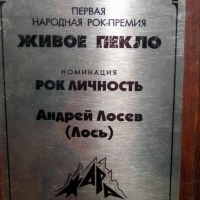 ПЕРВАЯ
НАРОДНАЯ РОК-ПРЕМИЯ
ЖИВОЕ ПЕКЛО
НОМИНАЦИЯ
РОК ЛИЧНОСТЬ
Андрей Лосев
(Лось)